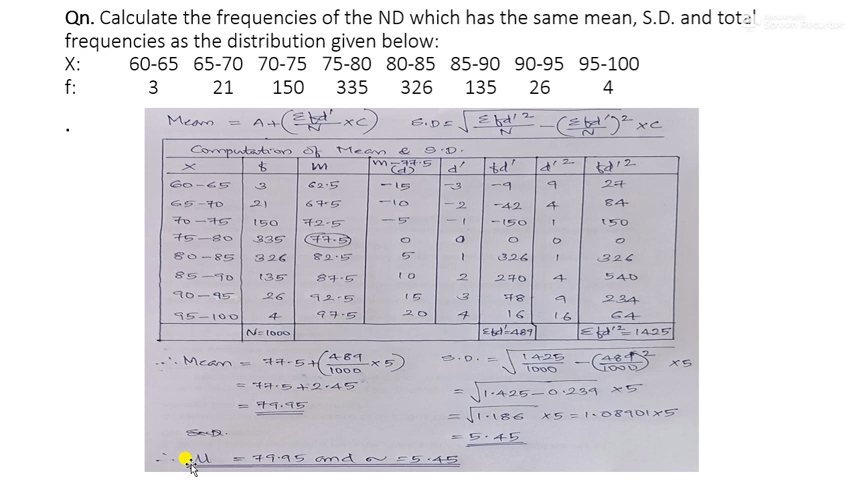 Qn. Calculate the frequencies of the ND which has the same mean, S.D. and total
frequencies as the distribution given below:
X: 60-65 65-70 70-75 75-80 80-85 85-90 90-95 95-100
f: 3 21 150 335 326 135 26 4
.
Mean = A+(Σfd'/N ×C) S.D=√(Σfd'²/N −(Σfd'/N)²) ×C
Computation of Mean & S.D.
X f m m−77.5 (d) d' fd' d'² fd'²
60−65 3 62.5 −15 −3 −9 9 27
65−70 21 67.5 −10 −2 −42 4 84
70−75 150 72.5 −5 −1 −150 1 150
75−80 335 77.5 0 0 0 0 0
80−85 326 82.5 5 1 326 1 326
85−90 135 87.5 10 2 270 4 540
90−95 26 92.5 15 3 78 9 234
95−100 4 97.5 20 4 16 16 64
N=1000 Σfd'=489 Σfd'²=1425
∴ Mean = 77.5+(489/1000 ×5) S.D. = √(1425/1000 −(489/1000)²) ×5
= 77.5+2.45 = √(1.425−0.239) ×5
= 79.95 = √1.186 ×5=1.08901×5
= 5.45
∴ μ = 79.95 and σ =5.45